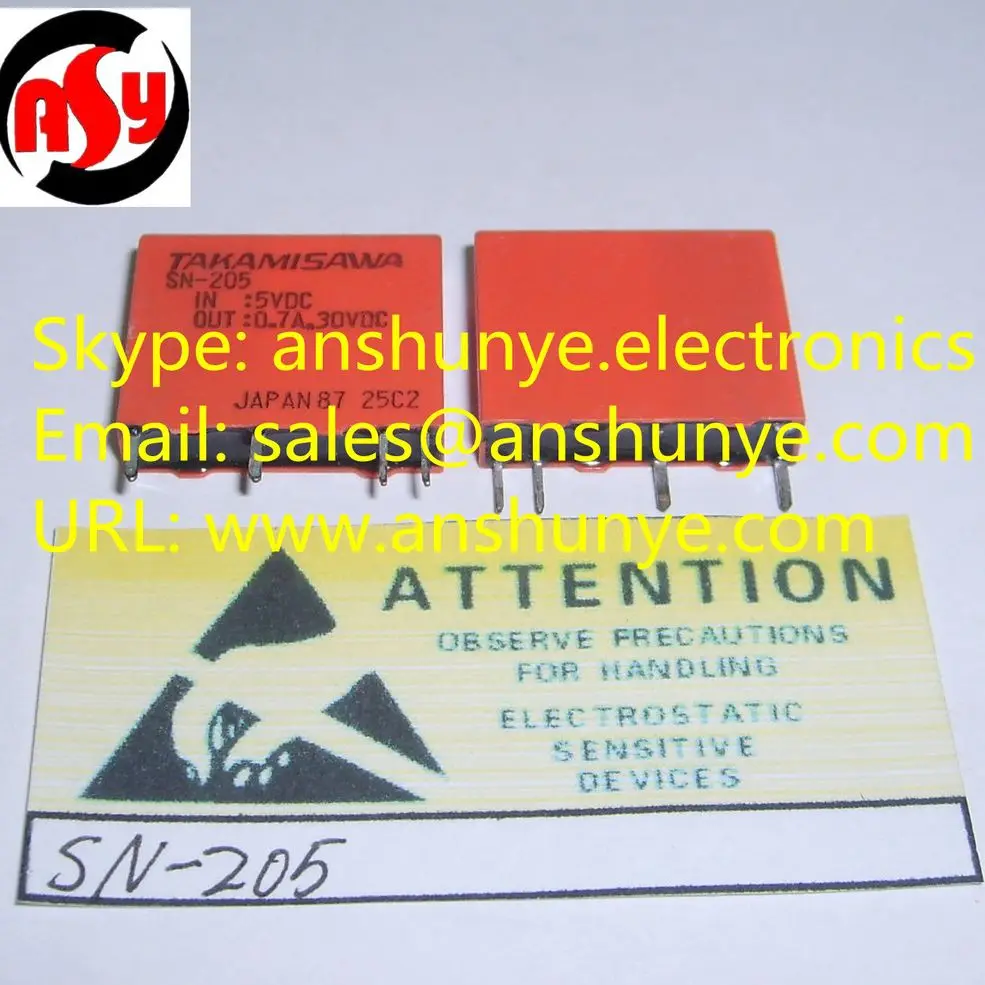 ASY
TAKAMISAWA
SN-205
IN :5VDC
OUT:0.7A.30VDC
JAPAN 87 25C2
Skype: anshunye.electronics
Email: sales@anshunye.com
URL: www.anshunye.com
ATTENTION
OBSERVE PRECAUTIONS
FOR HANDLING
ELECTROSTATIC
SENSITIVE
DEVICES
SN-205